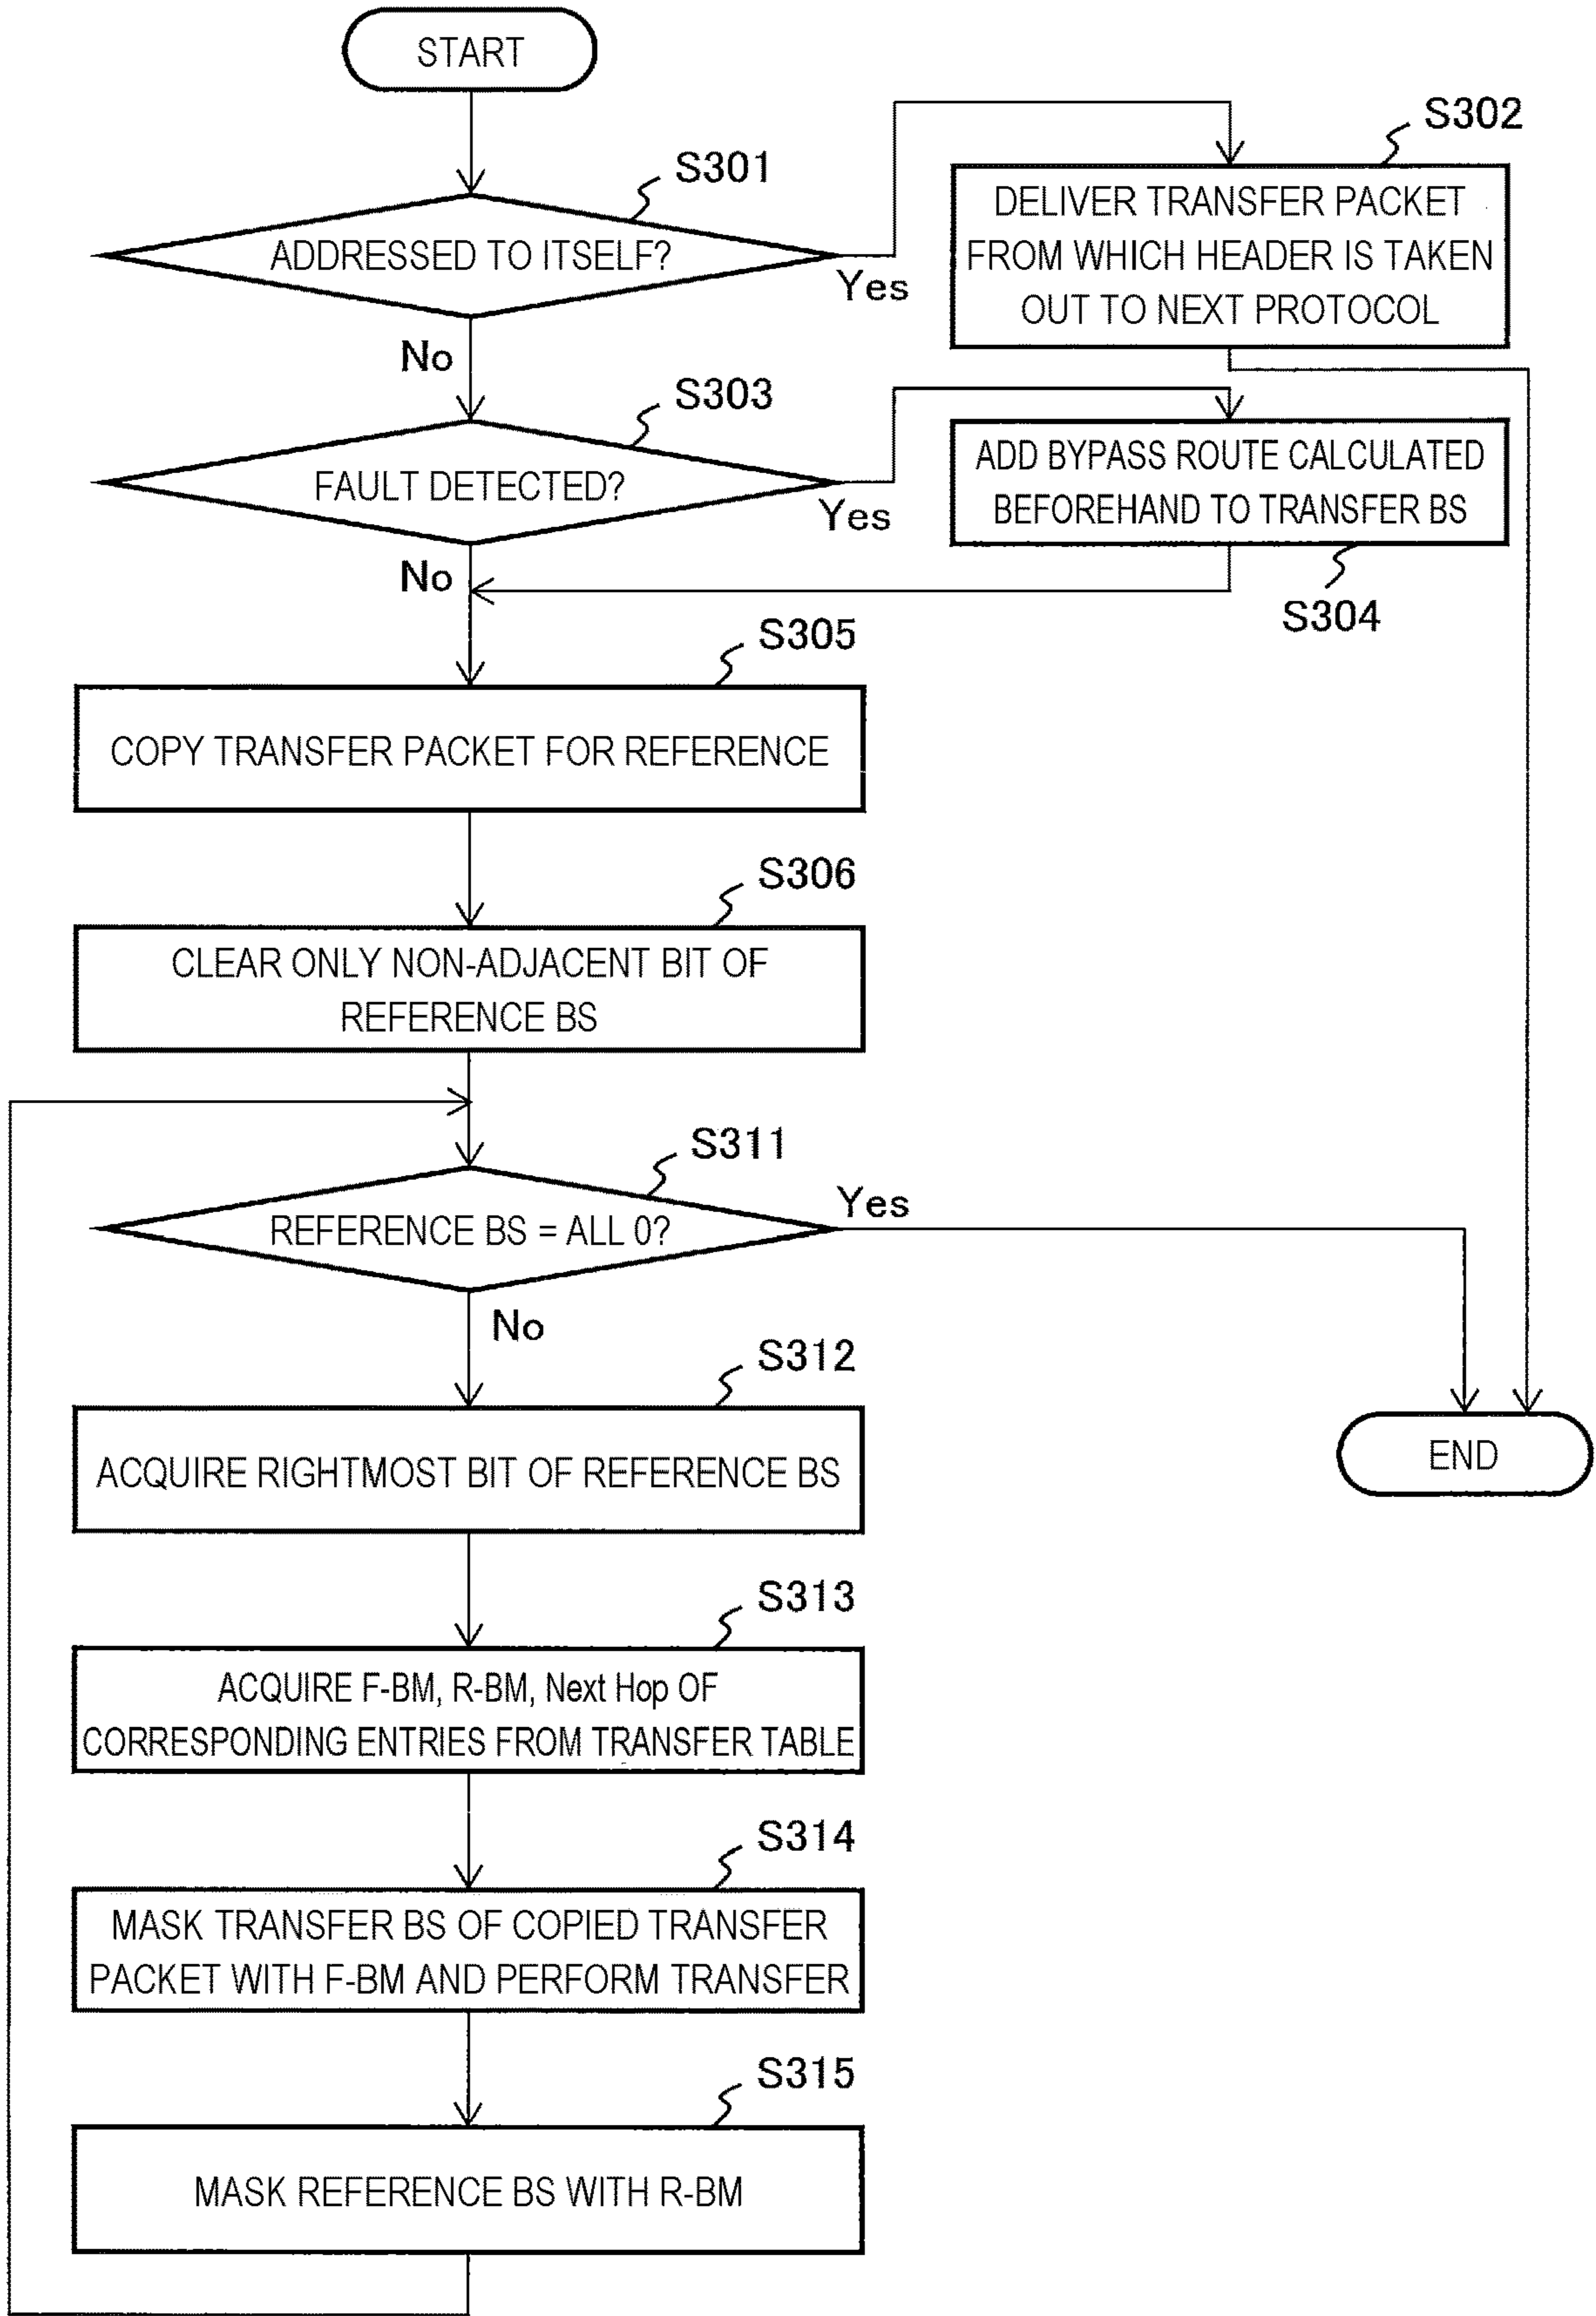 START
S301
ADDRESSED TO ITSELF?
Yes
No
S302
DELIVER TRANSFER PACKET
FROM WHICH HEADER IS TAKEN
OUT TO NEXT PROTOCOL
S303
FAULT DETECTED?
Yes
No
ADD BYPASS ROUTE CALCULATED
BEFOREHAND TO TRANSFER BS
S304
S305
COPY TRANSFER PACKET FOR REFERENCE
S306
CLEAR ONLY NON-ADJACENT BIT OF
REFERENCE BS
S311
REFERENCE BS = ALL 0?
Yes
No
S312
ACQUIRE RIGHTMOST BIT OF REFERENCE BS
END
S313
ACQUIRE F-BM, R-BM, Next Hop OF
CORRESPONDING ENTRIES FROM TRANSFER TABLE
S314
MASK TRANSFER BS OF COPIED TRANSFER
PACKET WITH F-BM AND PERFORM TRANSFER
S315
MASK REFERENCE BS WITH R-BM